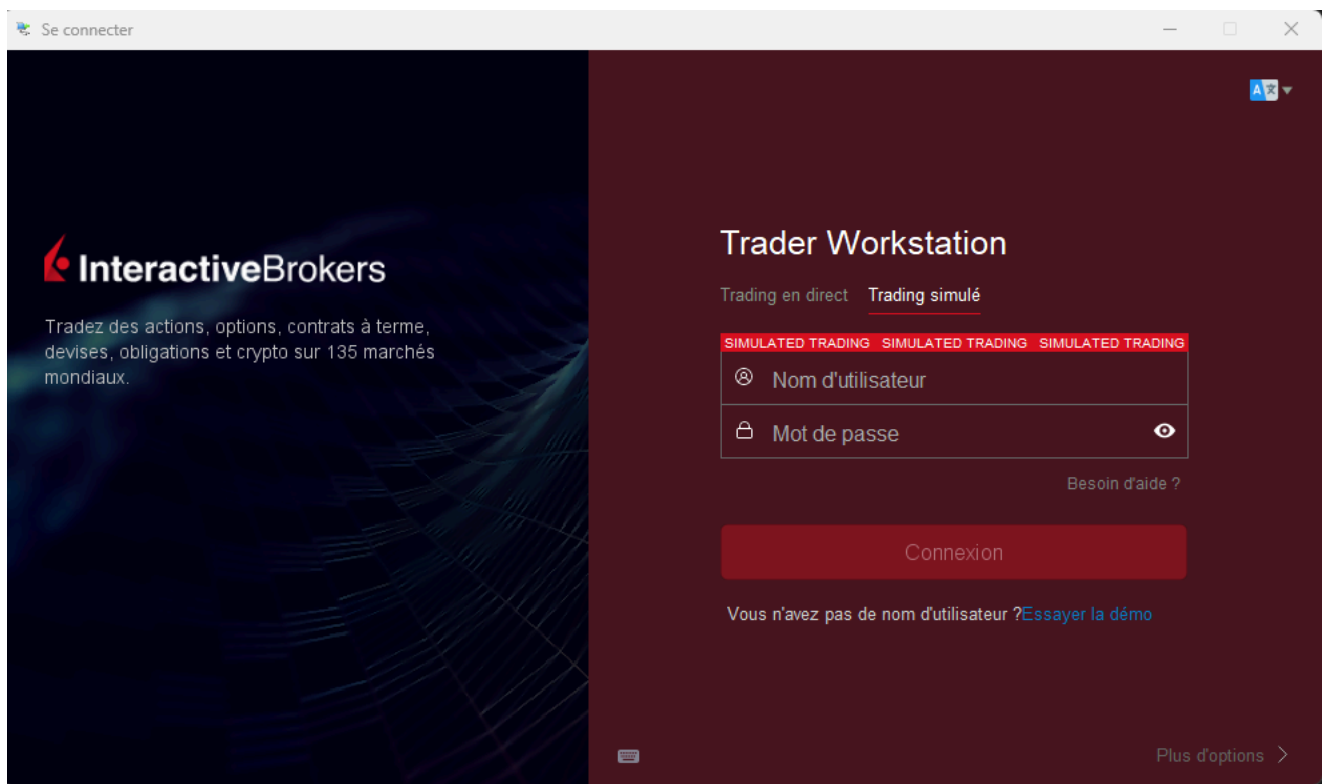 Se connecter
InteractiveBrokers
Tradez des actions, options, contrats à terme,
devises, obligations et crypto sur 135 marchés
mondiaux.
A文
Trader Workstation
Trading en direct Trading simulé
SIMULATED TRADING SIMULATED TRADING SIMULATED TRADING
Nom d'utilisateur
Mot de passe
Besoin d'aide ?
Connexion
Vous n'avez pas de nom d'utilisateur ?Essayer la démo
Plus d'options